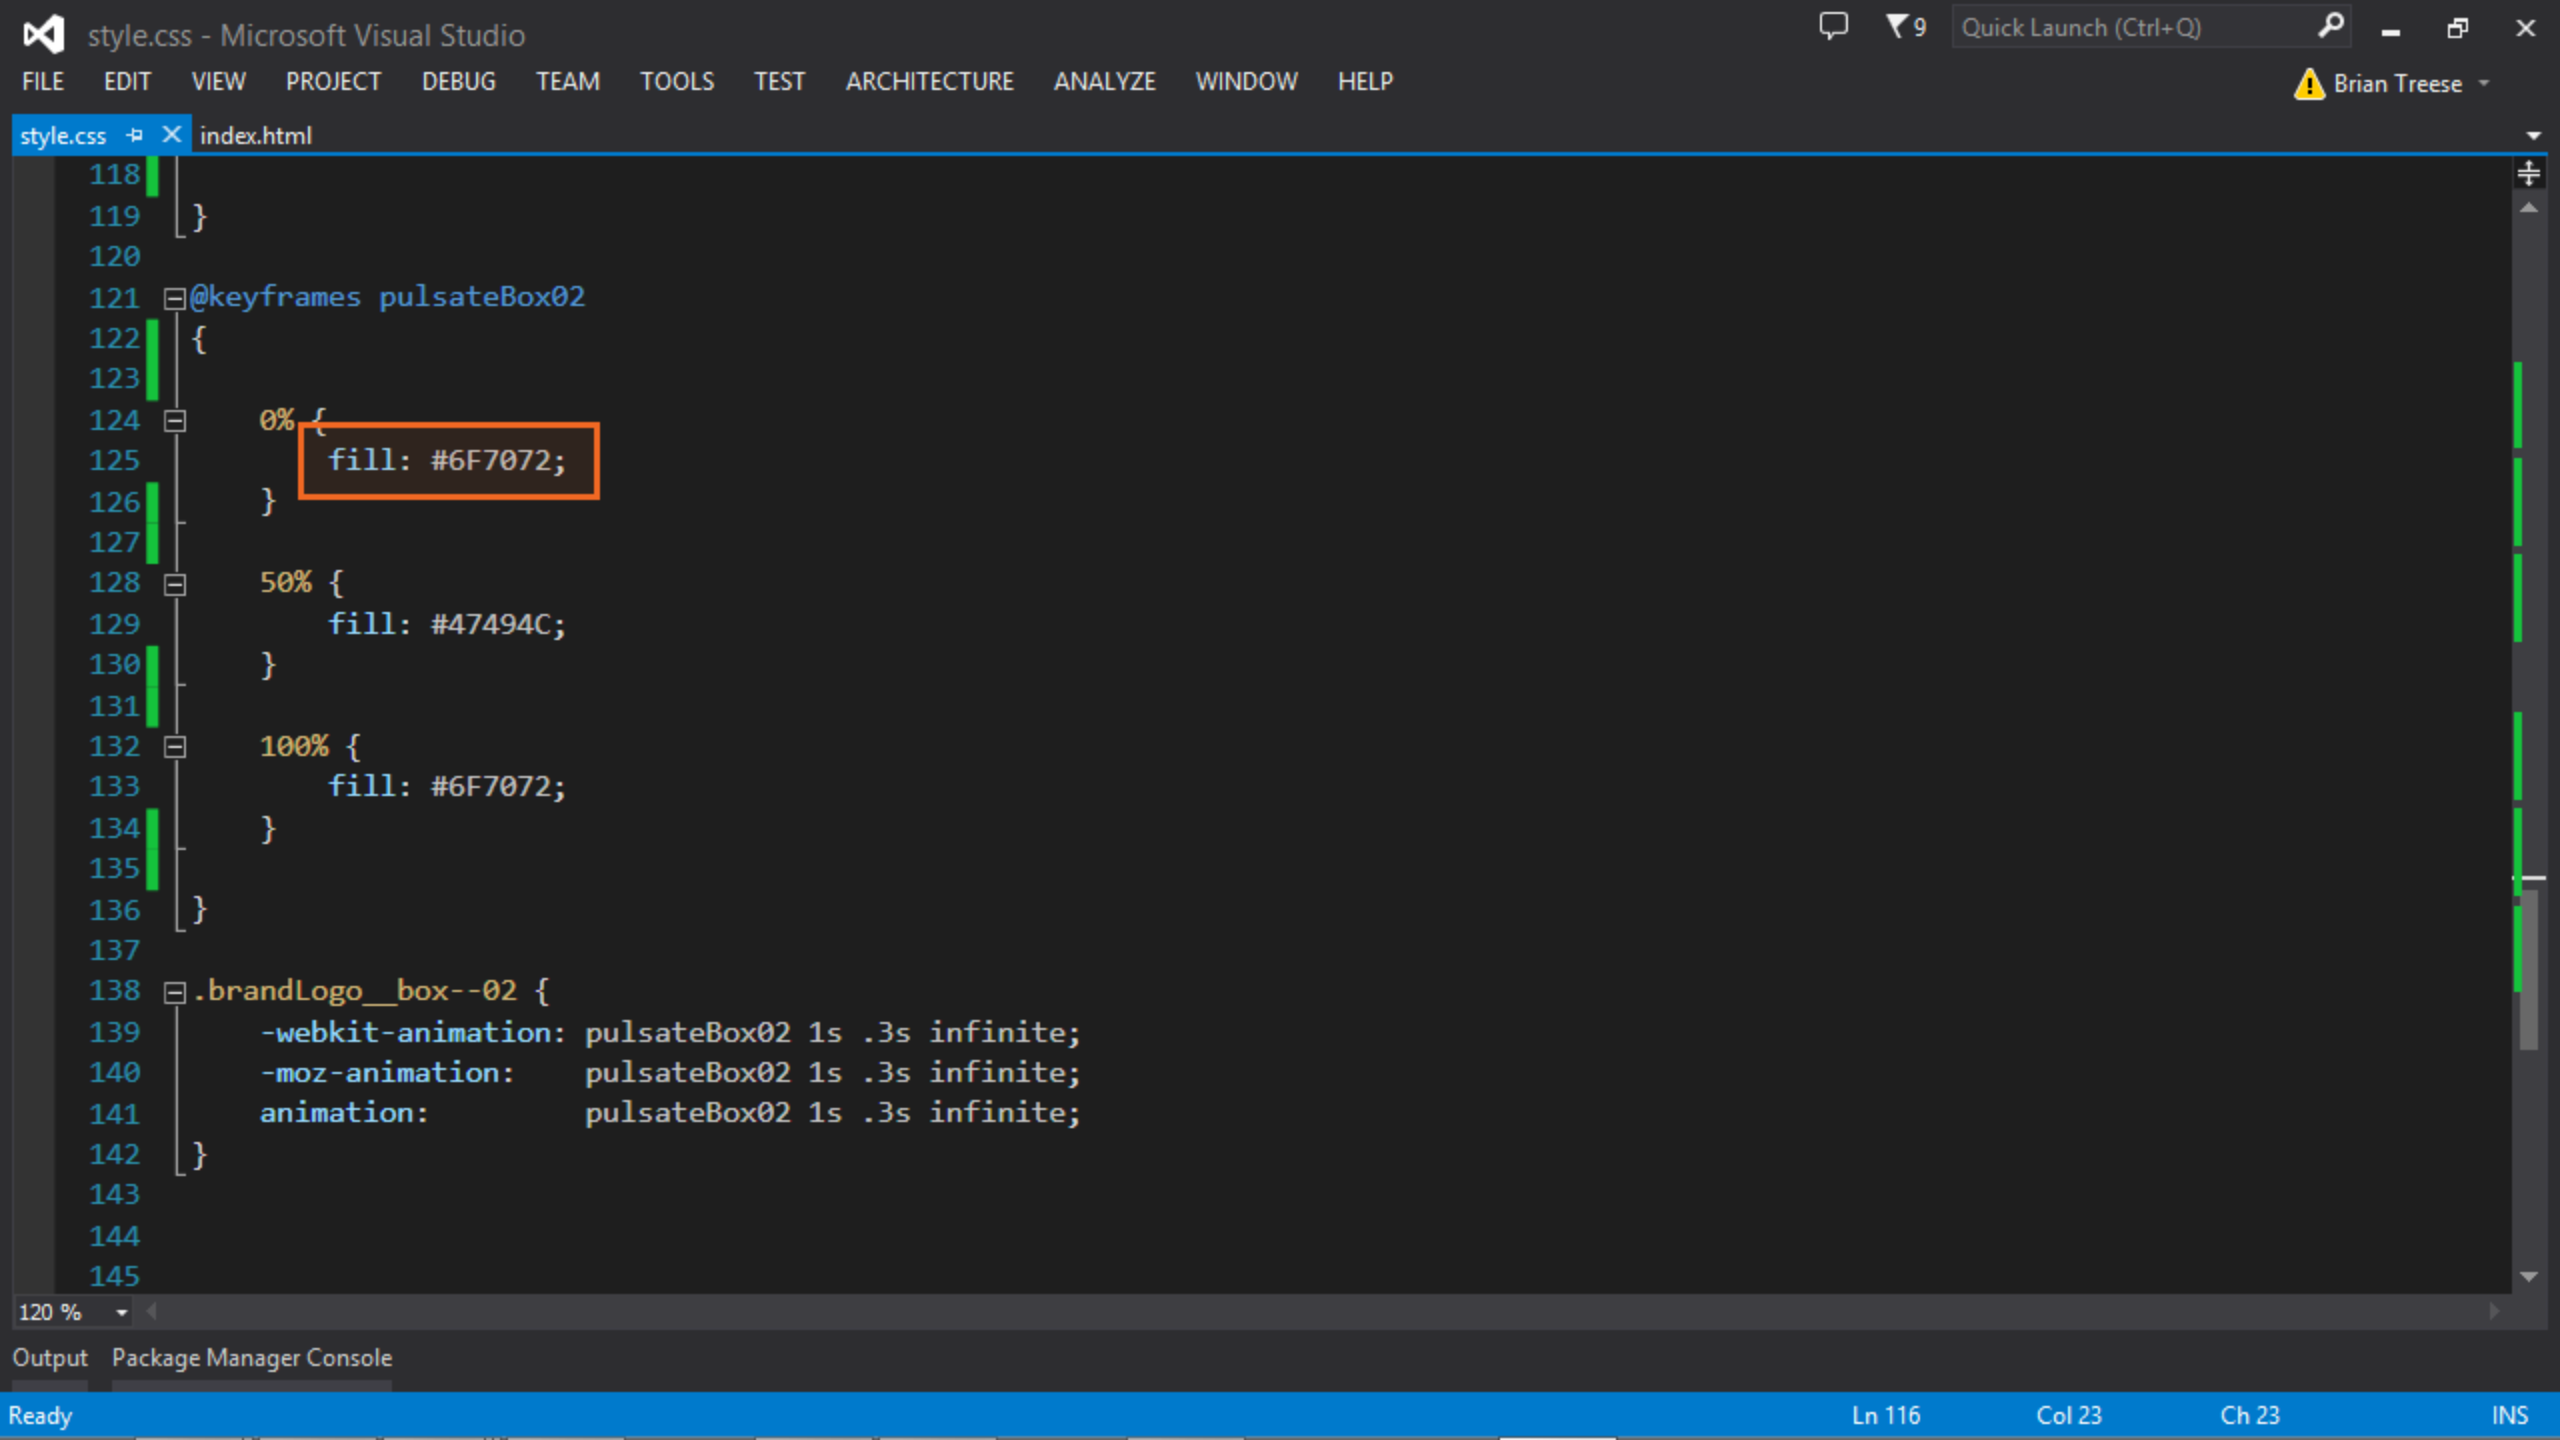 style.css - Microsoft Visual Studio
9
Quick Launch (Ctrl+Q)
FILE EDIT VIEW PROJECT DEBUG TEAM TOOLS TEST ARCHITECTURE ANALYZE WINDOW HELP
Brian Treese
style.css
index.html
118
119 }
120
121 @keyframes pulsateBox02
122 {
123
124 0% {
125 fill: #6F7072;
126 }
127
128 50% {
129 fill: #47494C;
130 }
131
132 100% {
133 fill: #6F7072;
134 }
135
136 }
137
138 .brandLogo__box--02 {
139 -webkit-animation: pulsateBox02 1s .3s infinite;
140 -moz-animation: pulsateBox02 1s .3s infinite;
141 animation: pulsateBox02 1s .3s infinite;
142 }
143
144
145
120 %
Output Package Manager Console
Ready Ln 116 Col 23 Ch 23 INS